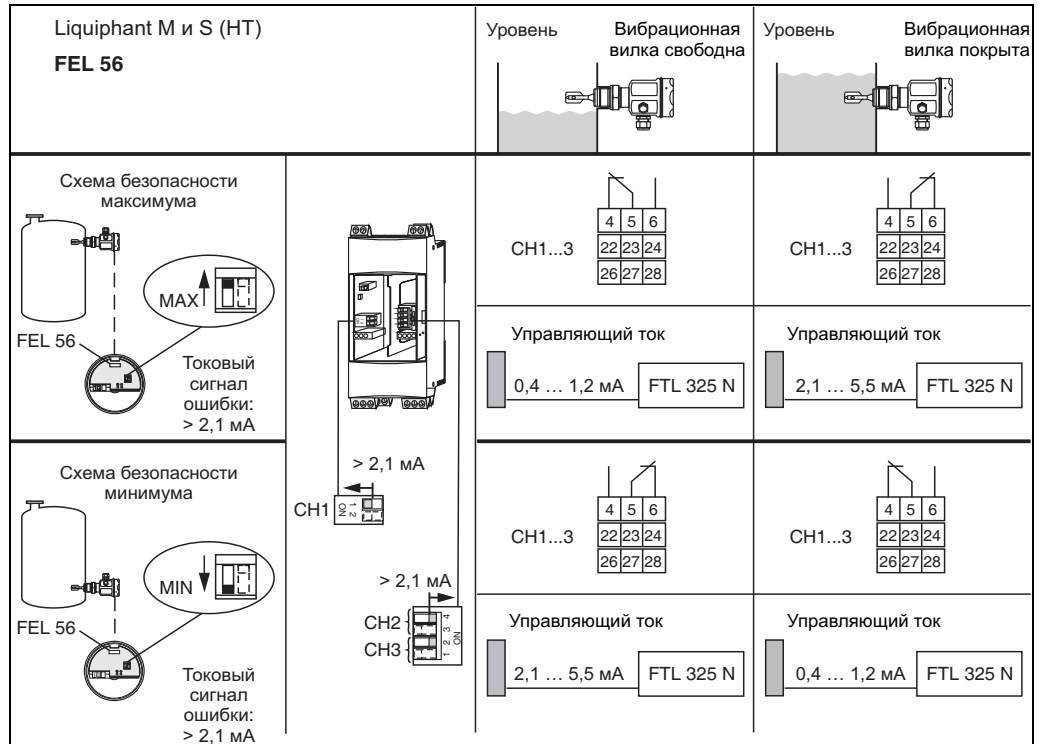 Liquiphant M и S (HT)
FEL 56
Уровень
Вибрационная
вилка свободна
Уровень
Вибрационная
вилка покрыта
Схема безопасности
максимума
MAX
FEL 56
Токовый
сигнал
ошибки:
> 2,1 мА
CH1...3
4 5 6
22 23 24
26 27 28
CH1...3
4 5 6
22 23 24
26 27 28
Управляющий ток
0,4 … 1,2 мА
FTL 325 N
Управляющий ток
2,1 … 5,5 мА
FTL 325 N
> 2,1 мА
CH1
ON
1 2
> 2,1 мА
CH2
CH3
1 2 3 4
ON
Схема безопасности
минимума
MIN
FEL 56
Токовый
сигнал
ошибки:
> 2,1 мА
CH1...3
4 5 6
22 23 24
26 27 28
CH1...3
4 5 6
22 23 24
26 27 28
Управляющий ток
2,1 … 5,5 мА
FTL 325 N
Управляющий ток
0,4 … 1,2 мА
FTL 325 N